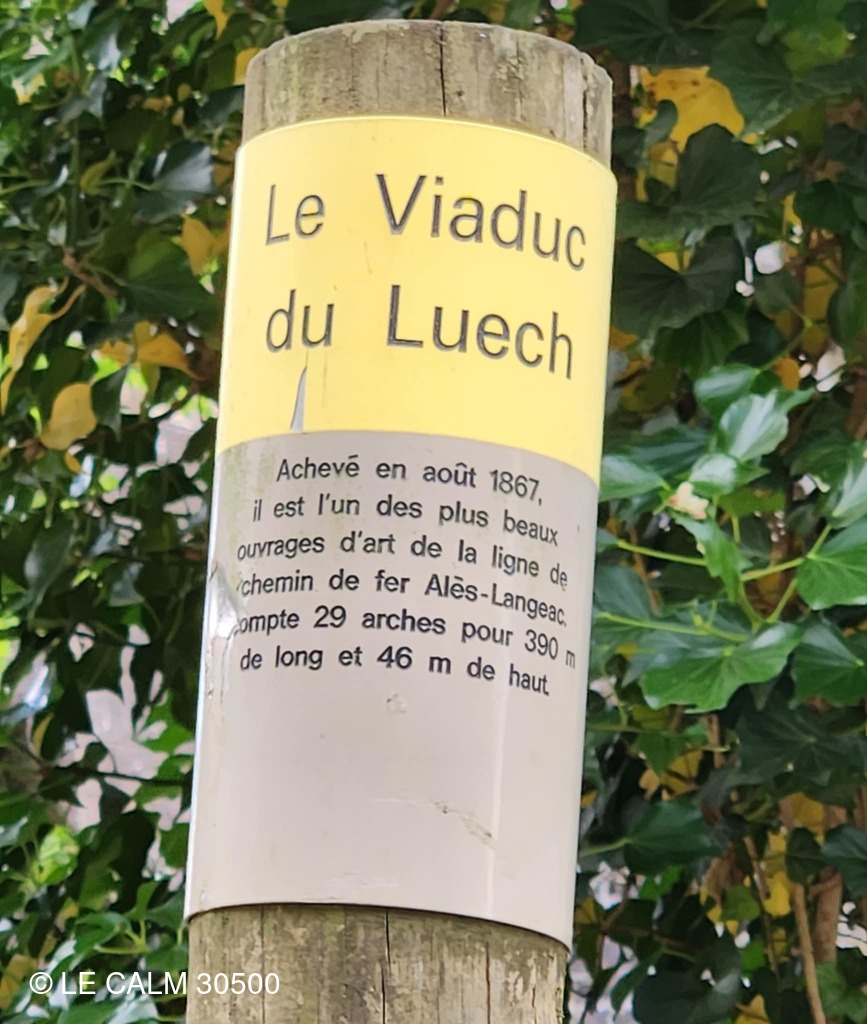 Le Viaduc
du Luech
Achevé en août 1867,
il est l'un des plus beaux
ouvrages d'art de la ligne de
chemin de fer Alès-Langeac.
ompte 29 arches pour 390 m
de long et 46 m de haut
© LE CALM 30500